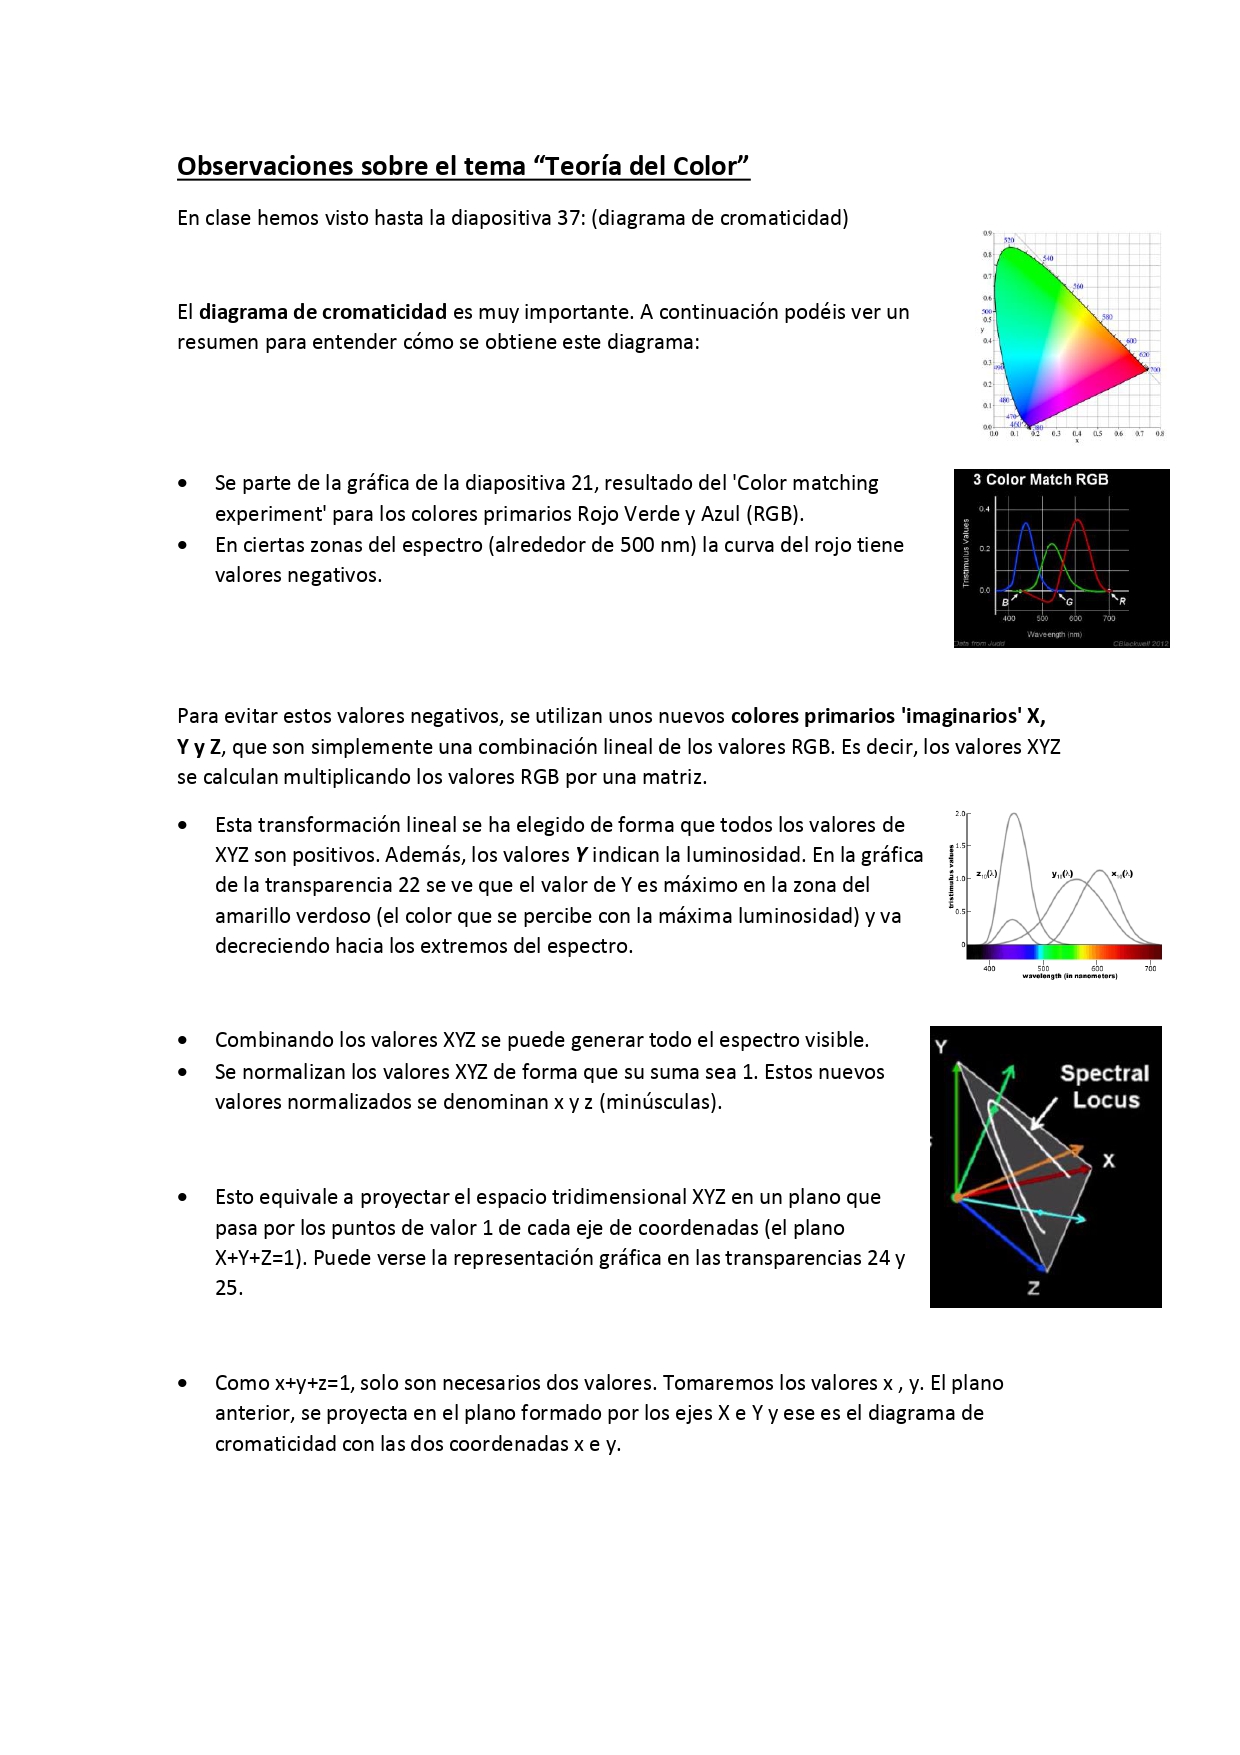 Observaciones sobre el tema “Teoría del Color”
En clase hemos visto hasta la diapositiva 37: (diagrama de cromaticidad)
El diagrama de cromaticidad es muy importante. A continuación podéis ver un
resumen para entender cómo se obtiene este diagrama:
0.9
0.8
0.7
0.6
0.5
y
0.4
0.3
0.2
0.1
0.0
0.0 0.1 0.2 0.3 0.4 0.5 0.6 0.7 0.8
x
520
540
560
580
600
620
700
500
480
470
460
• Se parte de la gráfica de la diapositiva 21, resultado del 'Color matching
experiment' para los colores primarios Rojo Verde y Azul (RGB).
• En ciertas zonas del espectro (alrededor de 500 nm) la curva del rojo tiene
valores negativos.
3 Color Match RGB
Tristimulus Values
0.4
0.2
0.0
B
G
R
400 500 600 700
Wavelength (nm)
Data from Judd
CBlackwell 2012
Para evitar estos valores negativos, se utilizan unos nuevos colores primarios 'imaginarios' X,
Y y Z, que son simplemente una combinación lineal de los valores RGB. Es decir, los valores XYZ
se calculan multiplicando los valores RGB por una matriz.
• Esta transformación lineal se ha elegido de forma que todos los valores de
XYZ son positivos. Además, los valores Y indican la luminosidad. En la gráfica
de la transparencia 22 se ve que el valor de Y es máximo en la zona del
amarillo verdoso (el color que se percibe con la máxima luminosidad) y va
decreciendo hacia los extremos del espectro.
2.0
1.5
1.0
0.5
0
tristimulus values
z₁₀(λ)
y₁₀(λ)
x₁₀(λ)
400 500 600 700
wavelength (in nanometers)
• Combinando los valores XYZ se puede generar todo el espectro visible.
• Se normalizan los valores XYZ de forma que su suma sea 1. Estos nuevos
valores normalizados se denominan x y z (minúsculas).
• Esto equivale a proyectar el espacio tridimensional XYZ en un plano que
pasa por los puntos de valor 1 de cada eje de coordenadas (el plano
X+Y+Z=1). Puede verse la representación gráfica en las transparencias 24 y
25.
Y
Spectral
Locus
X
Z
• Como x+y+z=1, solo son necesarios dos valores. Tomaremos los valores x , y. El plano
anterior, se proyecta en el plano formado por los ejes X e Y y ese es el diagrama de
cromaticidad con las dos coordenadas x e y.